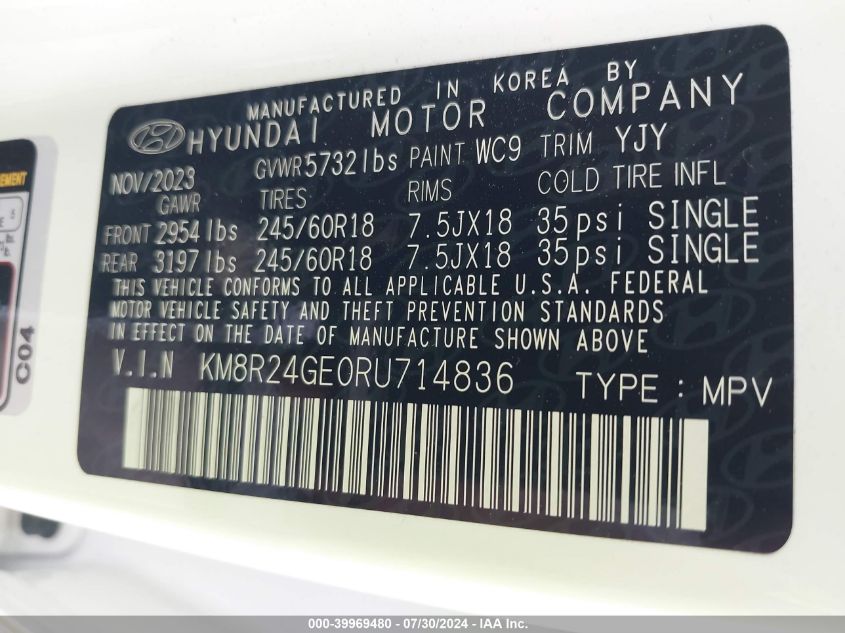 MANUFACTURED IN KOREA BY
HYUNDAI MOTOR COMPANY
NOV/2023 GVWR 5732 lbs PAINT WC9 TRIM YJY
GAWR TIRES RIMS COLD TIRE INFL
FRONT 2954 lbs 245/60R18 7.5JX18 35psi SINGLE
REAR 3197 lbs 245/60R18 7.5JX18 35psi SINGLE
THIS VEHICLE CONFORMS TO ALL APPLICABLE U.S.A. FEDERAL
MOTOR VEHICLE SAFETY AND THEFT PREVENTION STANDARDS
IN EFFECT ON THE DATE OF MANUFACTURE SHOWN ABOVE
V.I.N KM8R24GE0RU714836 TYPE : MPV
C04
000-39969480 - 07/30/2024 - IAA Inc.